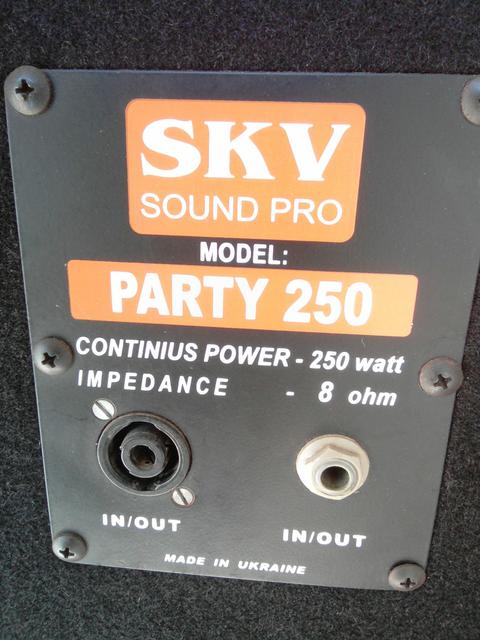 SKV
SOUND PRO
MODEL:
PARTY 250
CONTINIUS POWER - 250 watt
IMPEDANCE - 8 ohm
IN/OUT IN/OUT
MADE IN UKRAINE